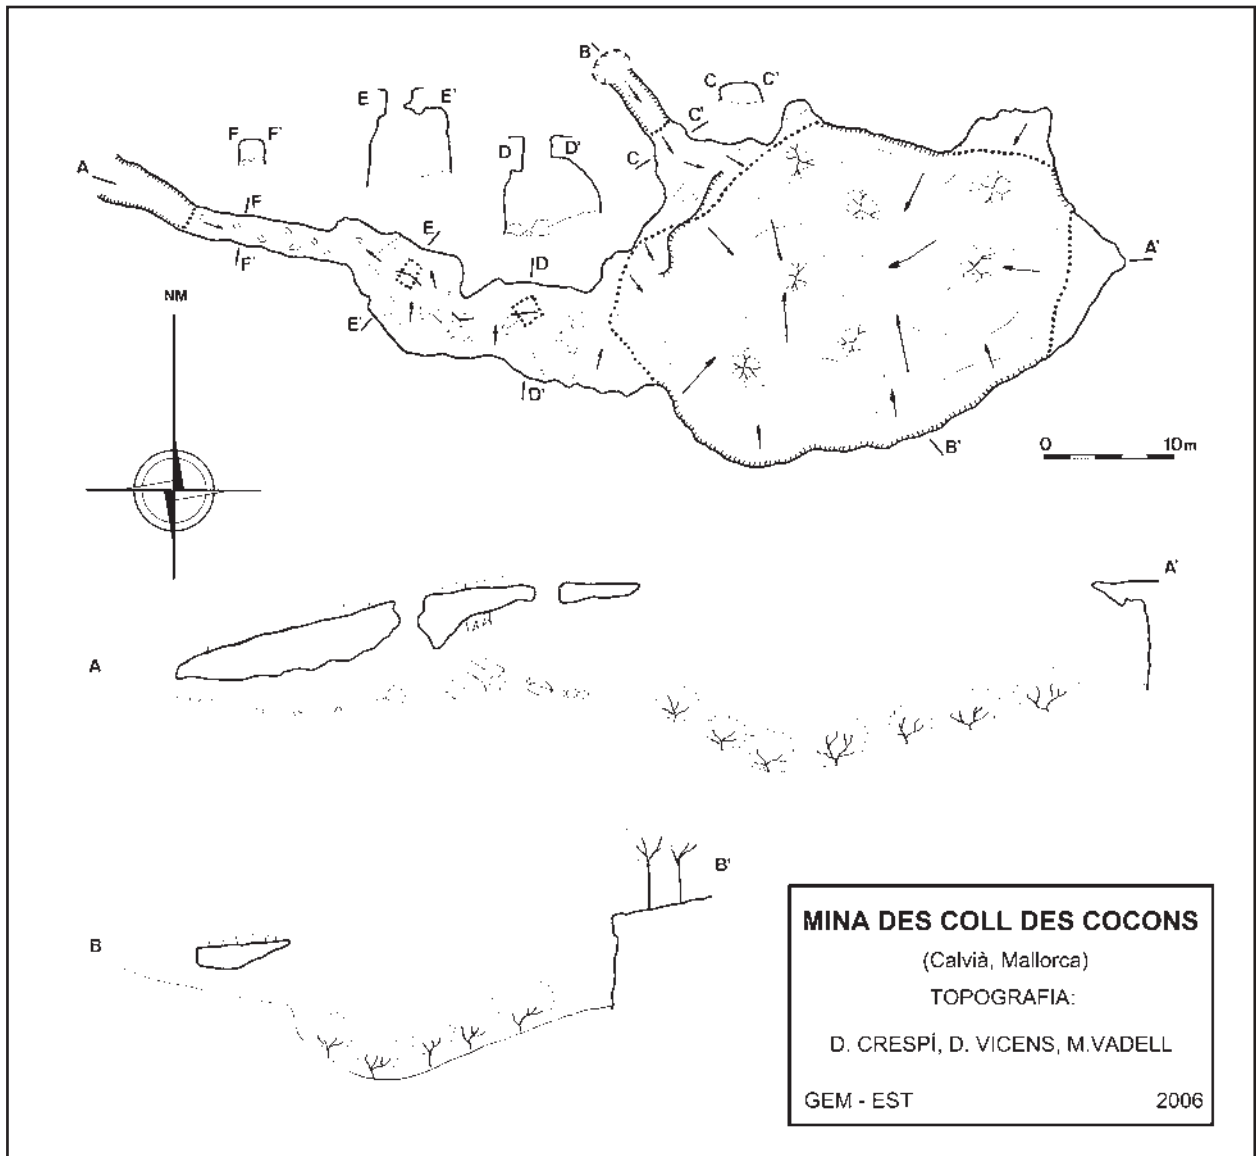 B
C C'
E E'
C'
F F'
D D'
C
A
F
E
A'
D
F'
NM
E'
D'
B'
0 10m
A'
A
B'
B
MINA DES COLL DES COCONS
(Calvià, Mallorca)
TOPOGRAFIA:
D. CRESPÍ, D. VICENS, M.VADELL
GEM - EST 2006